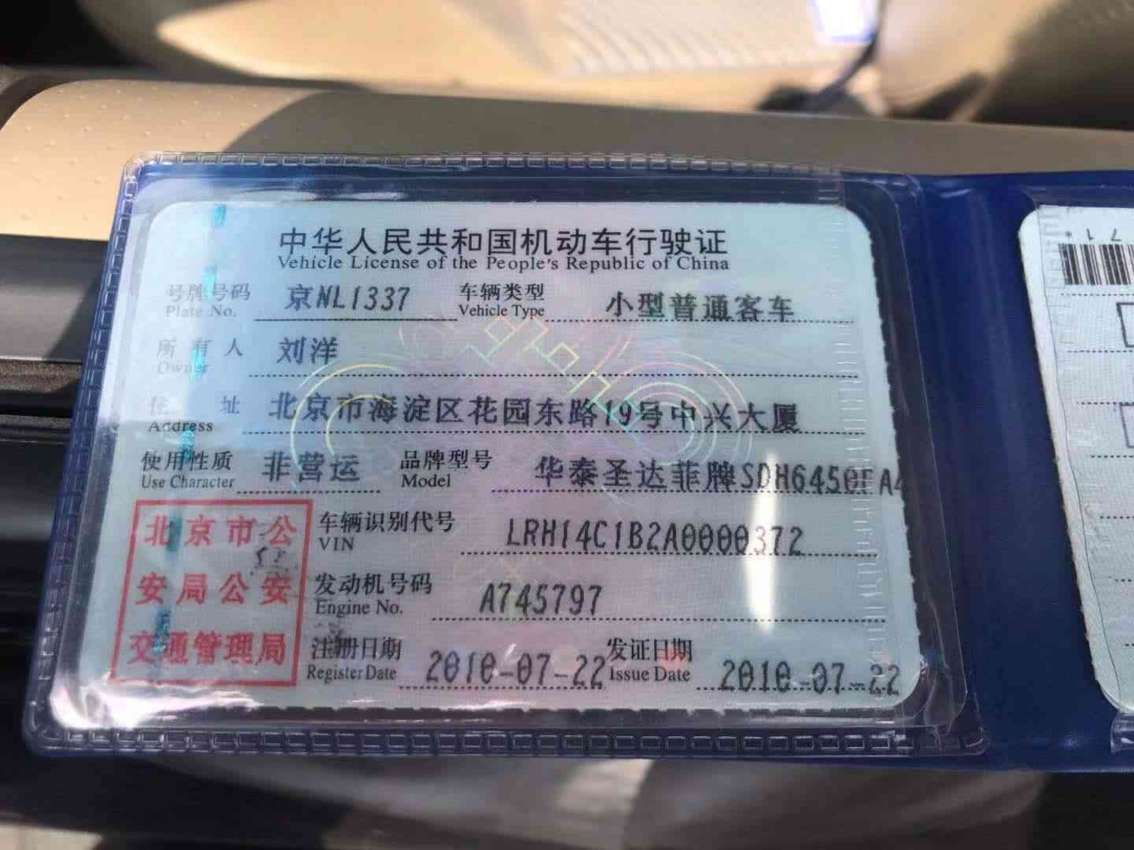 中华人民共和国机动车行驶证
Vehicle License of the People's Republic of China
号牌号码 京NL1337 车辆类型 小型普通客车
Plate No. Vehicle Type
所有人 刘洋
Owner
住址 北京市海淀区花园东路19号中兴大厦
Address
使用性质 非营运 品牌型号 华泰圣达菲牌SDH6450FA4
Use Character Model
北京市公
安局公安
交通管理局
车辆识别代号 LRH14C1B2A0000372
VIN
发动机号码 A745797
Engine No.
注册日期 2010-07-22 发证日期 2010-07-22
Register Date Issue Date